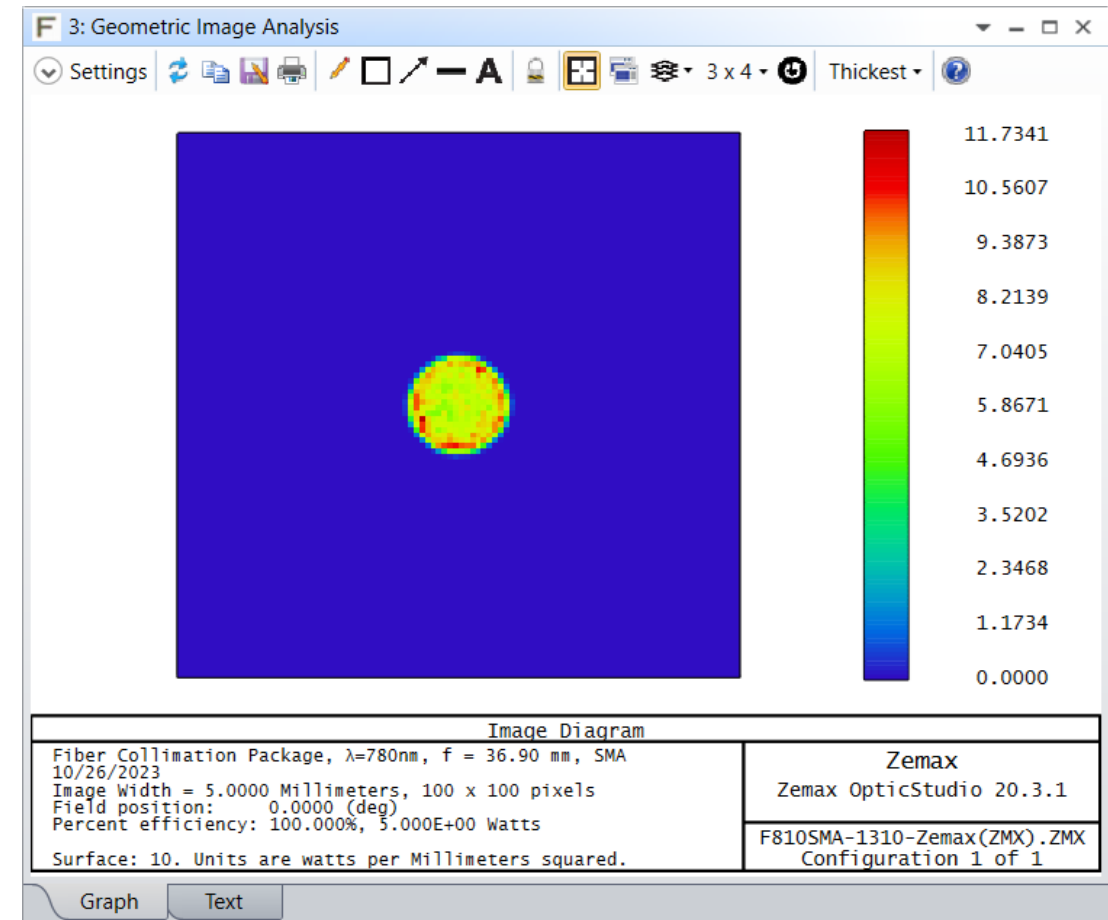 3: Geometric Image Analysis
Settings A 3 x 4 Thickest
11.7341
10.5607
9.3873
8.2139
7.0405
5.8671
4.6936
3.5202
2.3468
1.1734
0.0000
Image Diagram
Fiber Collimation Package, λ=780nm, f = 36.90 mm, SMA
10/26/2023
Image Width = 5.0000 Millimeters, 100 x 100 pixels
Field position: 0.0000 (deg)
Percent efficiency: 100.000%, 5.000E+00 Watts
Surface: 10. Units are watts per Millimeters squared.
Zemax
Zemax OpticStudio 20.3.1
F810SMA-1310-Zemax(ZMX).ZMX
Configuration 1 of 1
Graph Text